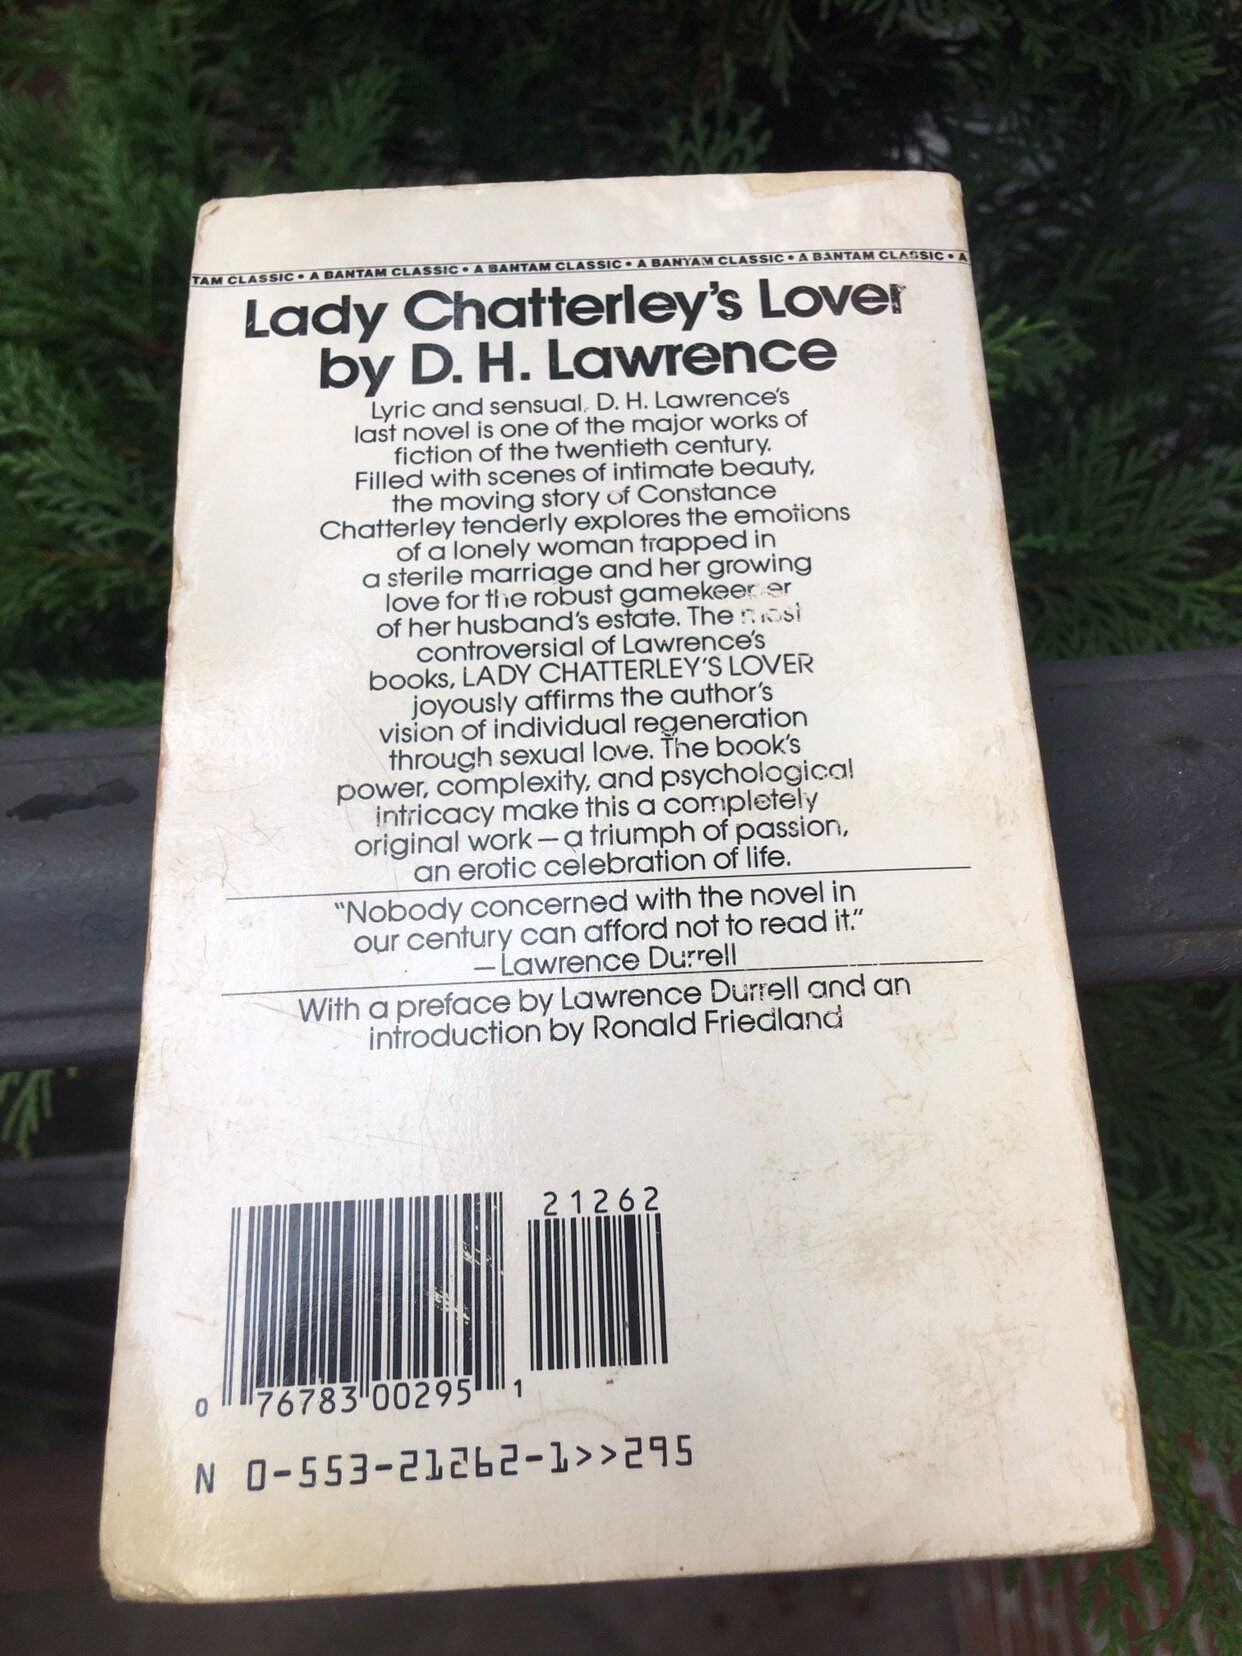 TAM CLASSIC • A BANTAM CLASSIC • A BANTAM CLASSIC • A BANTAM CLASSIC • A BANTAM CLASSIC • A
Lady Chatterley's Lover
by D. H. Lawrence
Lyric and sensual, D. H. Lawrence's
last novel is one of the major works of
fiction of the twentieth century.
Filled with scenes of intimate beauty,
the moving story of Constance
Chatterley tenderly explores the emotions
of a lonely woman trapped in
a sterile marriage and her growing
love for the robust gamekeeper
of her husband's estate. The most
controversial of Lawrence's
books, LADY CHATTERLEY'S LOVER
joyously affirms the author's
vision of individual regeneration
through sexual love. The book's
power, complexity, and psychological
intricacy make this a completely
original work—a triumph of passion,
an erotic celebration of life.
"Nobody concerned with the novel in
our century can afford not to read it."
—Lawrence Durrell
With a preface by Lawrence Durrell and an
introduction by Ronald Friedland
21262
0 76783 00295 1
N 0-553-21262-1>>295